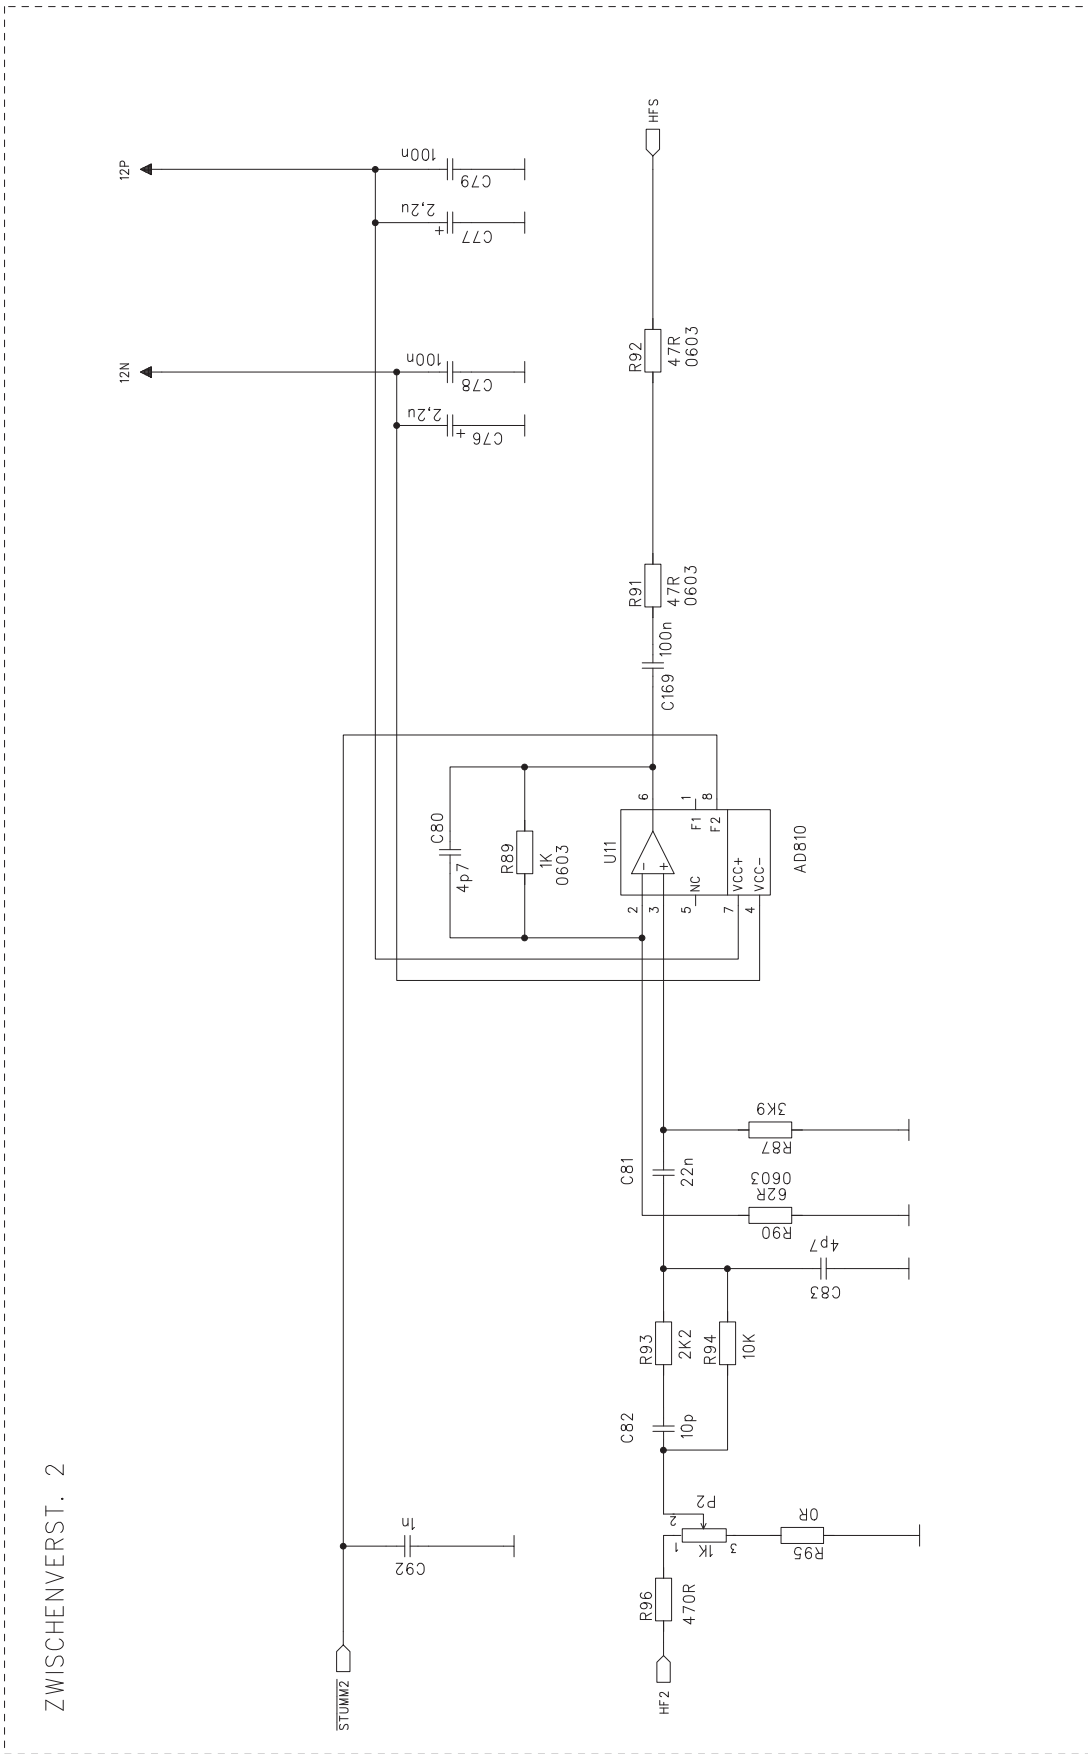 ZWISCHENVERST. 2
12P
12N
100n
C79
2,2u
+
C77
100n
C78
2,2u
+
C76
STUMM2
C92
1n
C80
4p7
R89
1K
0603
U11
-
+
2
3
5
7
4
NC
VCC+
VCC-
F1
F2
6
1
8
AD810
C169
100n
R91
47R
0603
R92
47R
0603
HFS
HF2
R96
470R
1
2
3
P2
1K
R95
0R
C82
10p
R93
2K2
R94
10K
C83
4p7
R90
62R
0603
C81
22n
R87
3K9